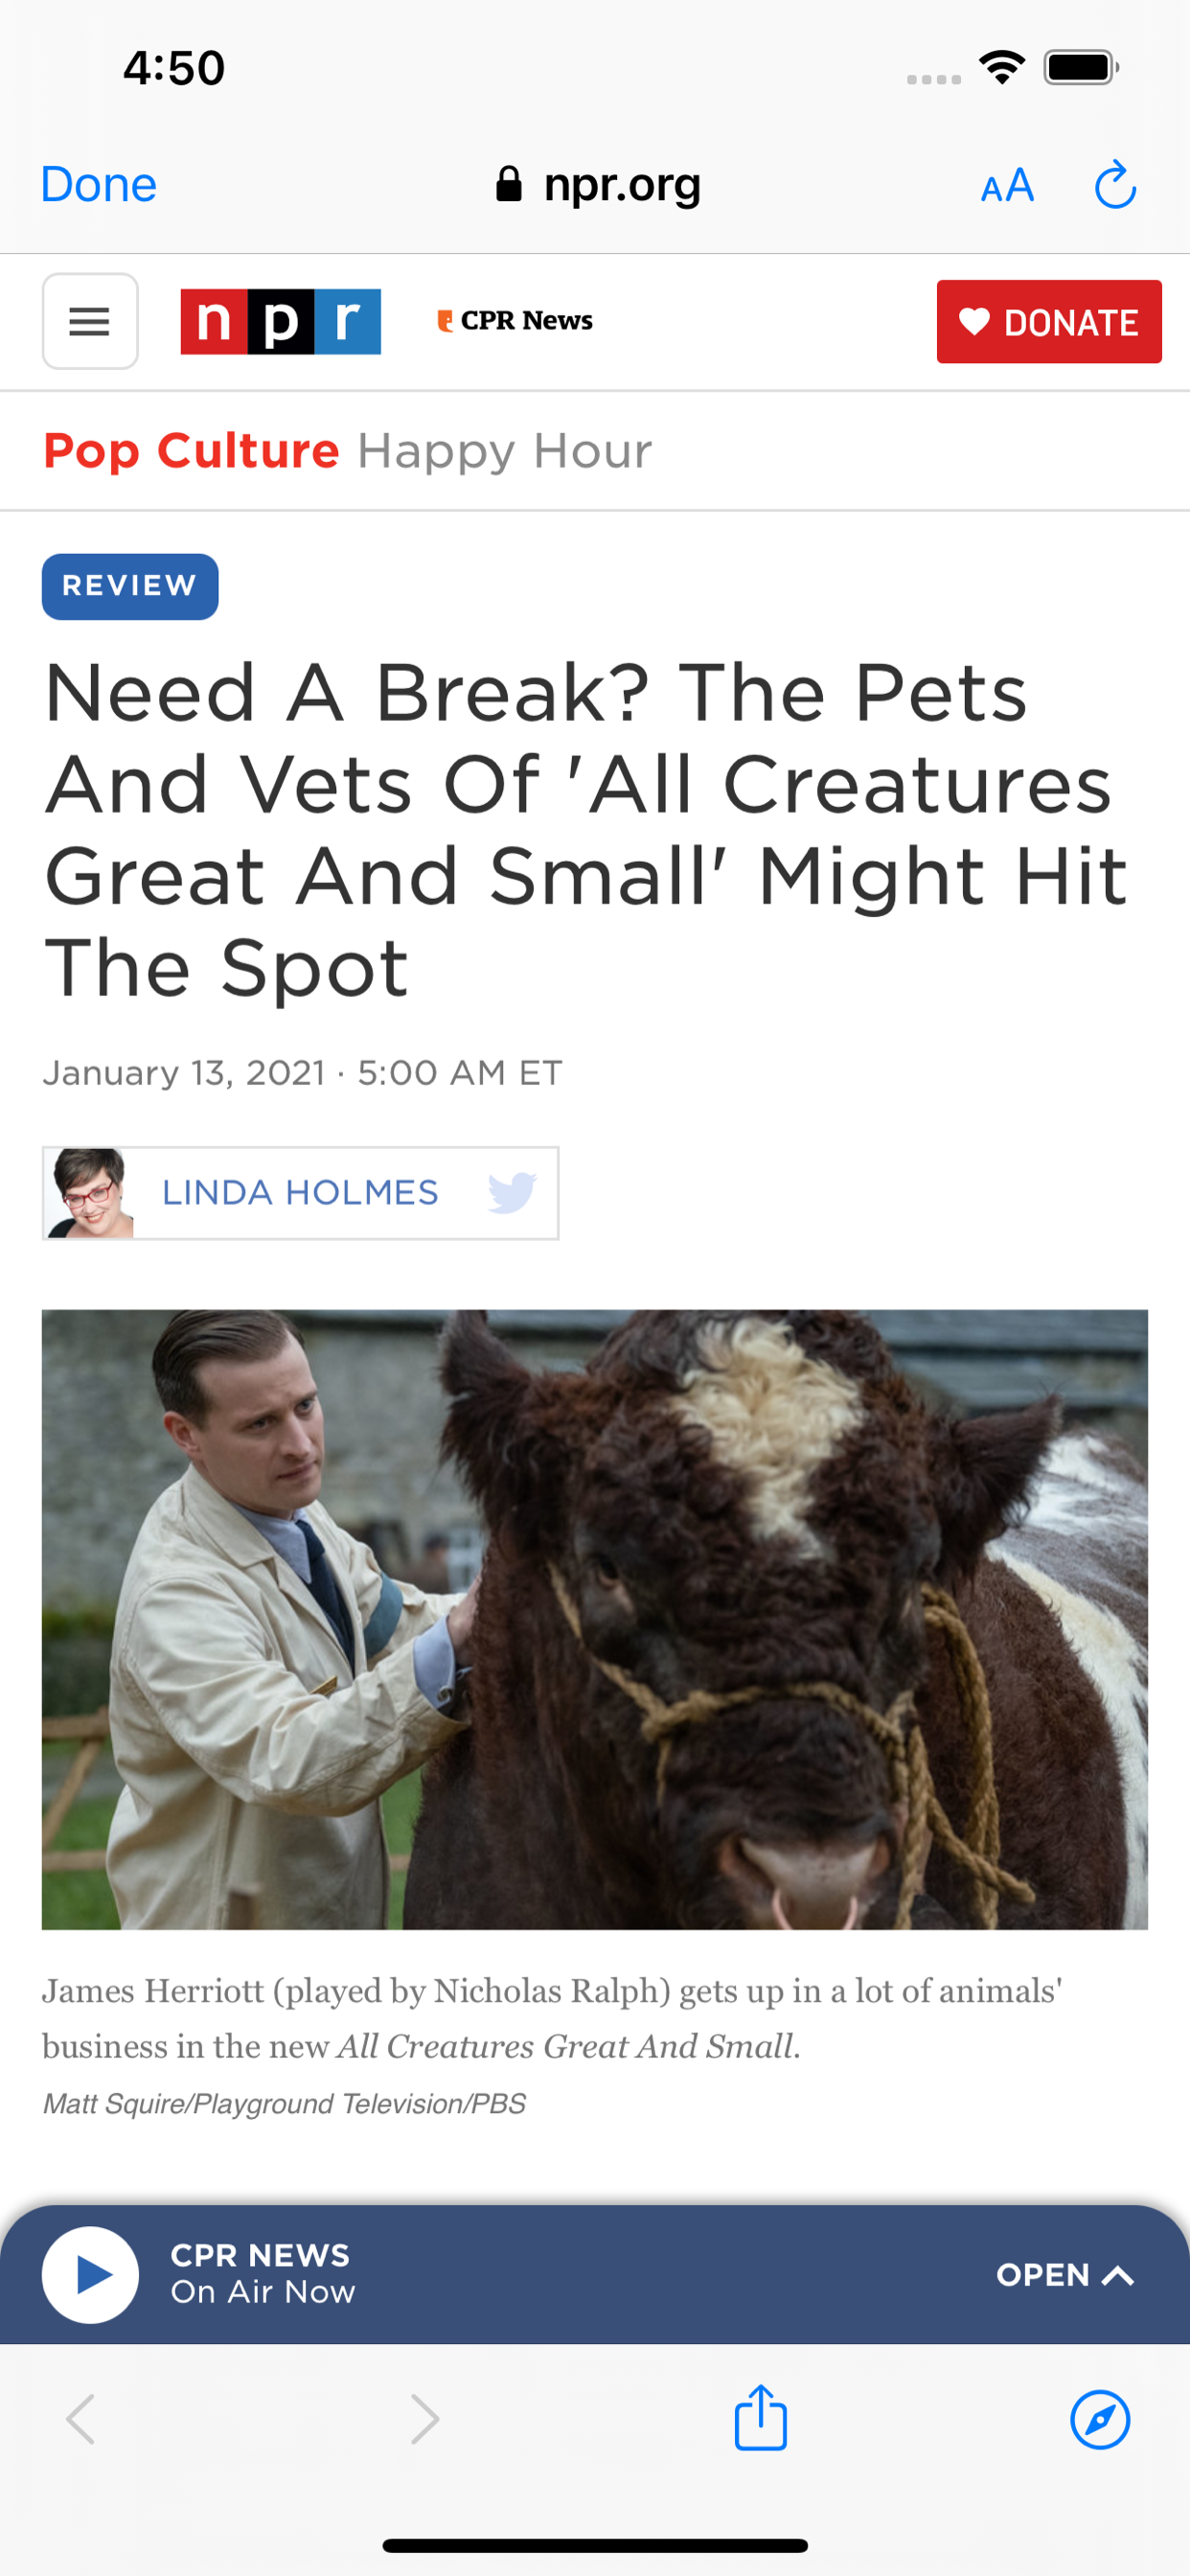 4:50
Done
npr.org
AA
npr
CPR News
DONATE
Pop Culture Happy Hour
REVIEW
Need A Break? The Pets
And Vets Of 'All Creatures
Great And Small' Might Hit
The Spot
January 13, 2021 · 5:00 AM ET
LINDA HOLMES
James Herriott (played by Nicholas Ralph) gets up in a lot of animals'
business in the new All Creatures Great And Small.
Matt Squire/Playground Television/PBS
CPR NEWS
On Air Now
OPEN